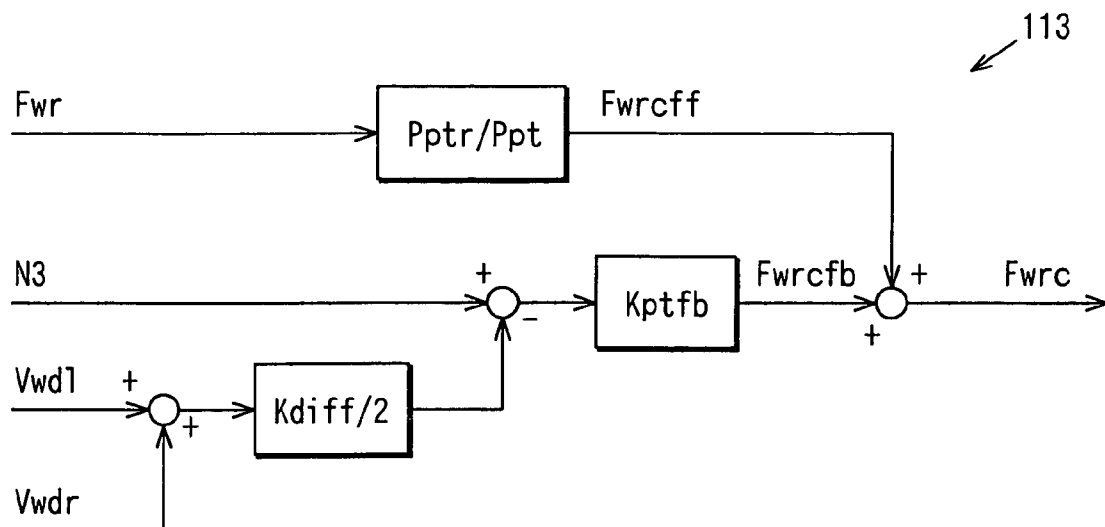 113
Fwr
Pptr/Ppt
Fwrcff
N3
+
-
Kptfb
Fwrcfb
+
+
Fwrc
Vwdl
+
+
Kdiff/2
Vwdr